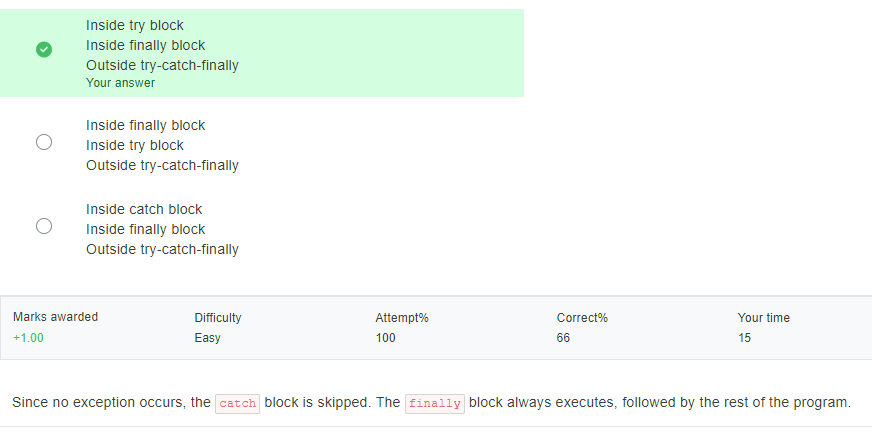 Inside try block
Inside finally block
Outside try-catch-finally
Your answer
Inside finally block
Inside try block
Outside try-catch-finally
Inside catch block
Inside finally block
Outside try-catch-finally
Marks awarded Difficulty Attempt% Correct% Your time
+1.00 Easy 100 66 15
Since no exception occurs, the catch block is skipped. The finally block always executes, followed by the rest of the program.